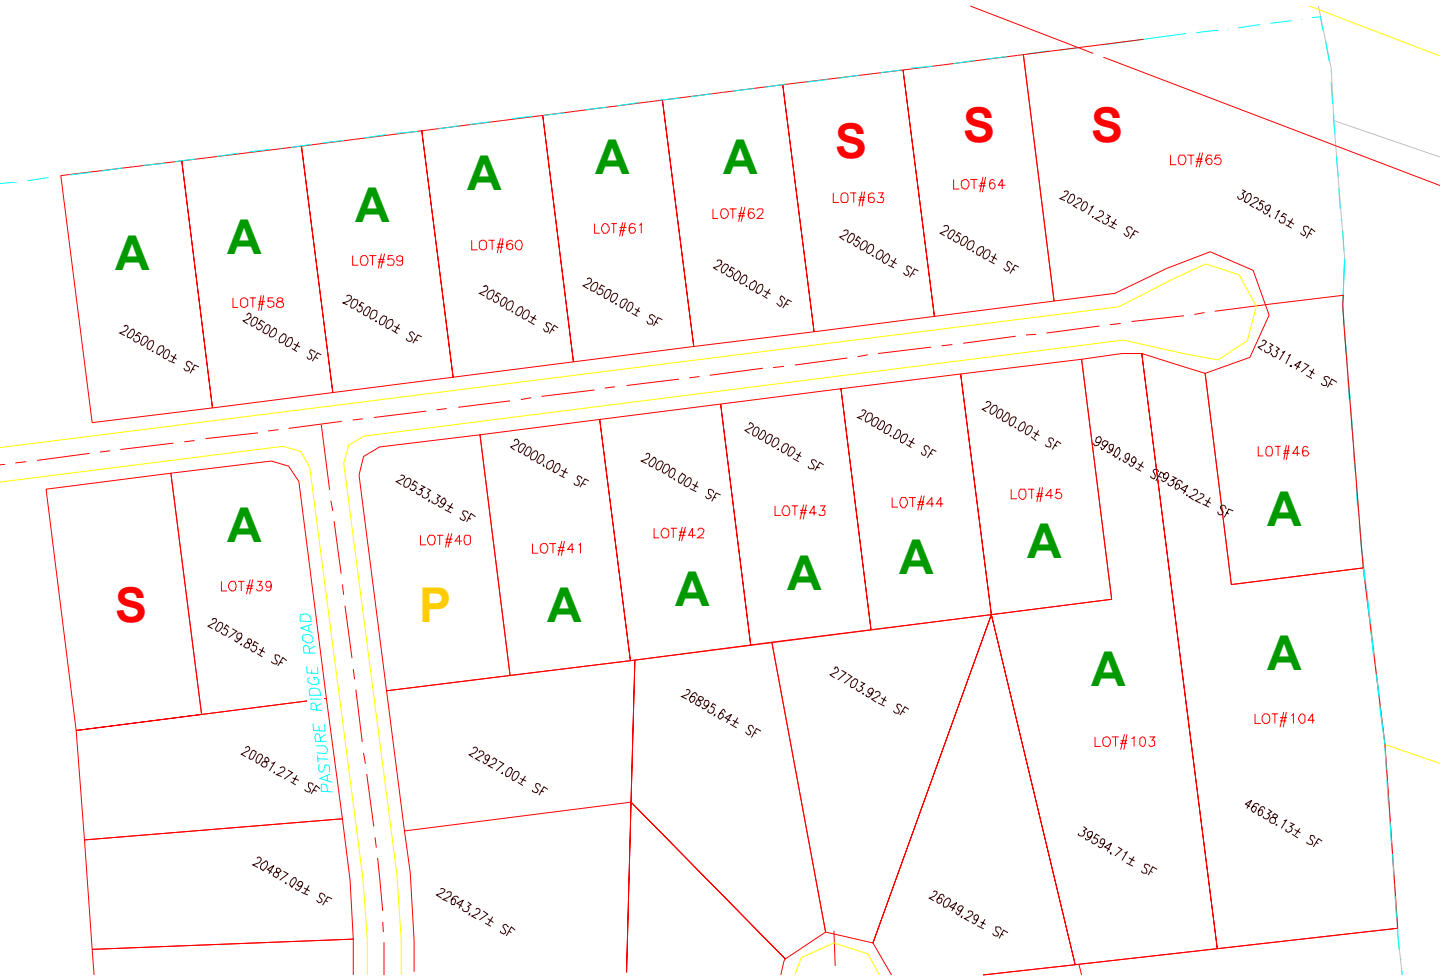 A
20500.00± SF
A
LOT#58
20500.00± SF
A
LOT#59
20500.00± SF
A
LOT#60
20500.00± SF
A
LOT#61
20500.00± SF
A
LOT#62
20500.00± SF
S
LOT#63
20500.00± SF
S
LOT#64
20500.00± SF
S
LOT#65
20201.23± SF
30259.15± SF
23311.47± SF
LOT#46
A
S
A
LOT#39
20579.85± SF
PASTURE RIDGE ROAD
20533.39± SF
LOT#40
P
20000.00± SF
LOT#41
A
20000.00± SF
LOT#42
A
20000.00± SF
LOT#43
A
20000.00± SF
LOT#44
A
20000.00± SF
LOT#45
A
9990.99± SF
9364.22± SF
A
LOT#103
39594.71± SF
A
LOT#104
46638.13± SF
20081.27± SF
20487.09± SF
22927.00± SF
22643.27± SF
26895.64± SF
27703.92± SF
26049.29± SF